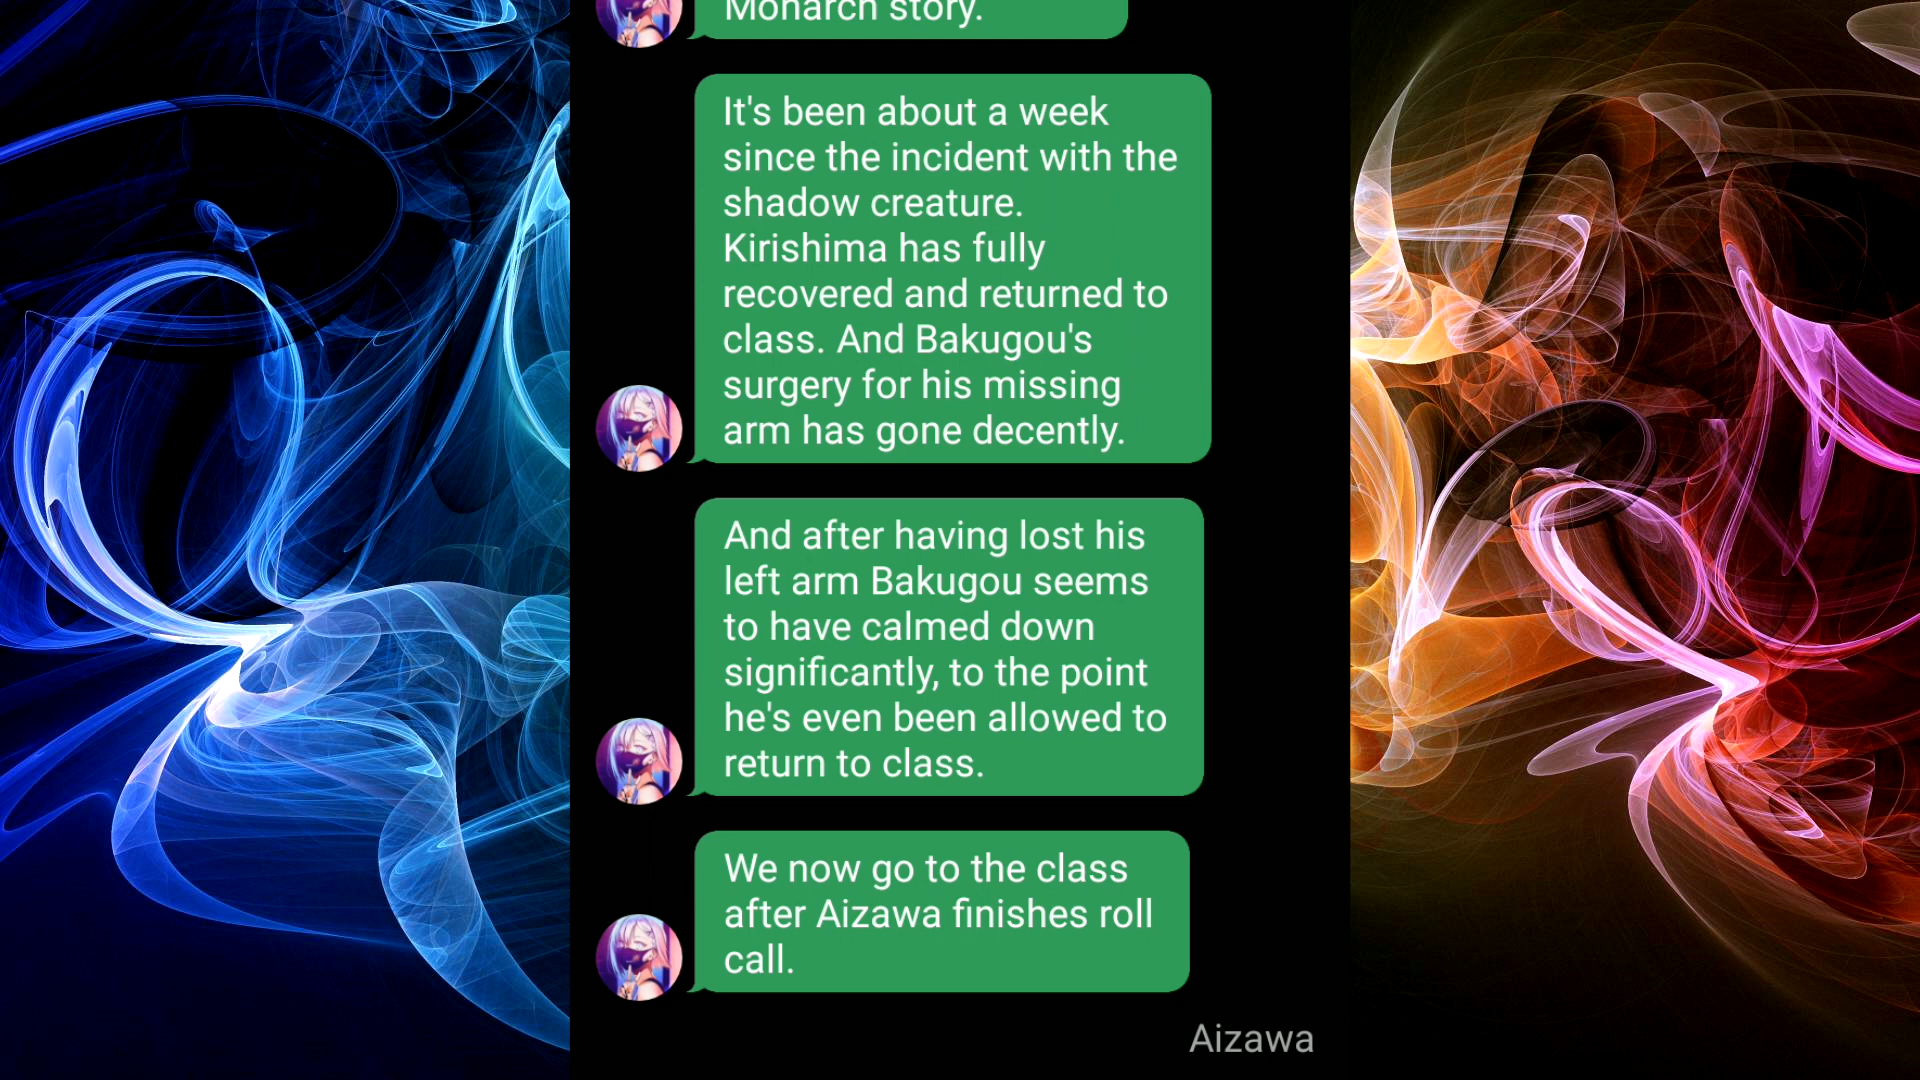 Monarch story.
It's been about a week
since the incident with the
shadow creature.
Kirishima has fully
recovered and returned to
class. And Bakugou's
surgery for his missing
arm has gone decently.
And after having lost his
left arm Bakugou seems
to have calmed down
significantly, to the point
he's even been allowed to
return to class.
We now go to the class
after Aizawa finishes roll
call.
Aizawa